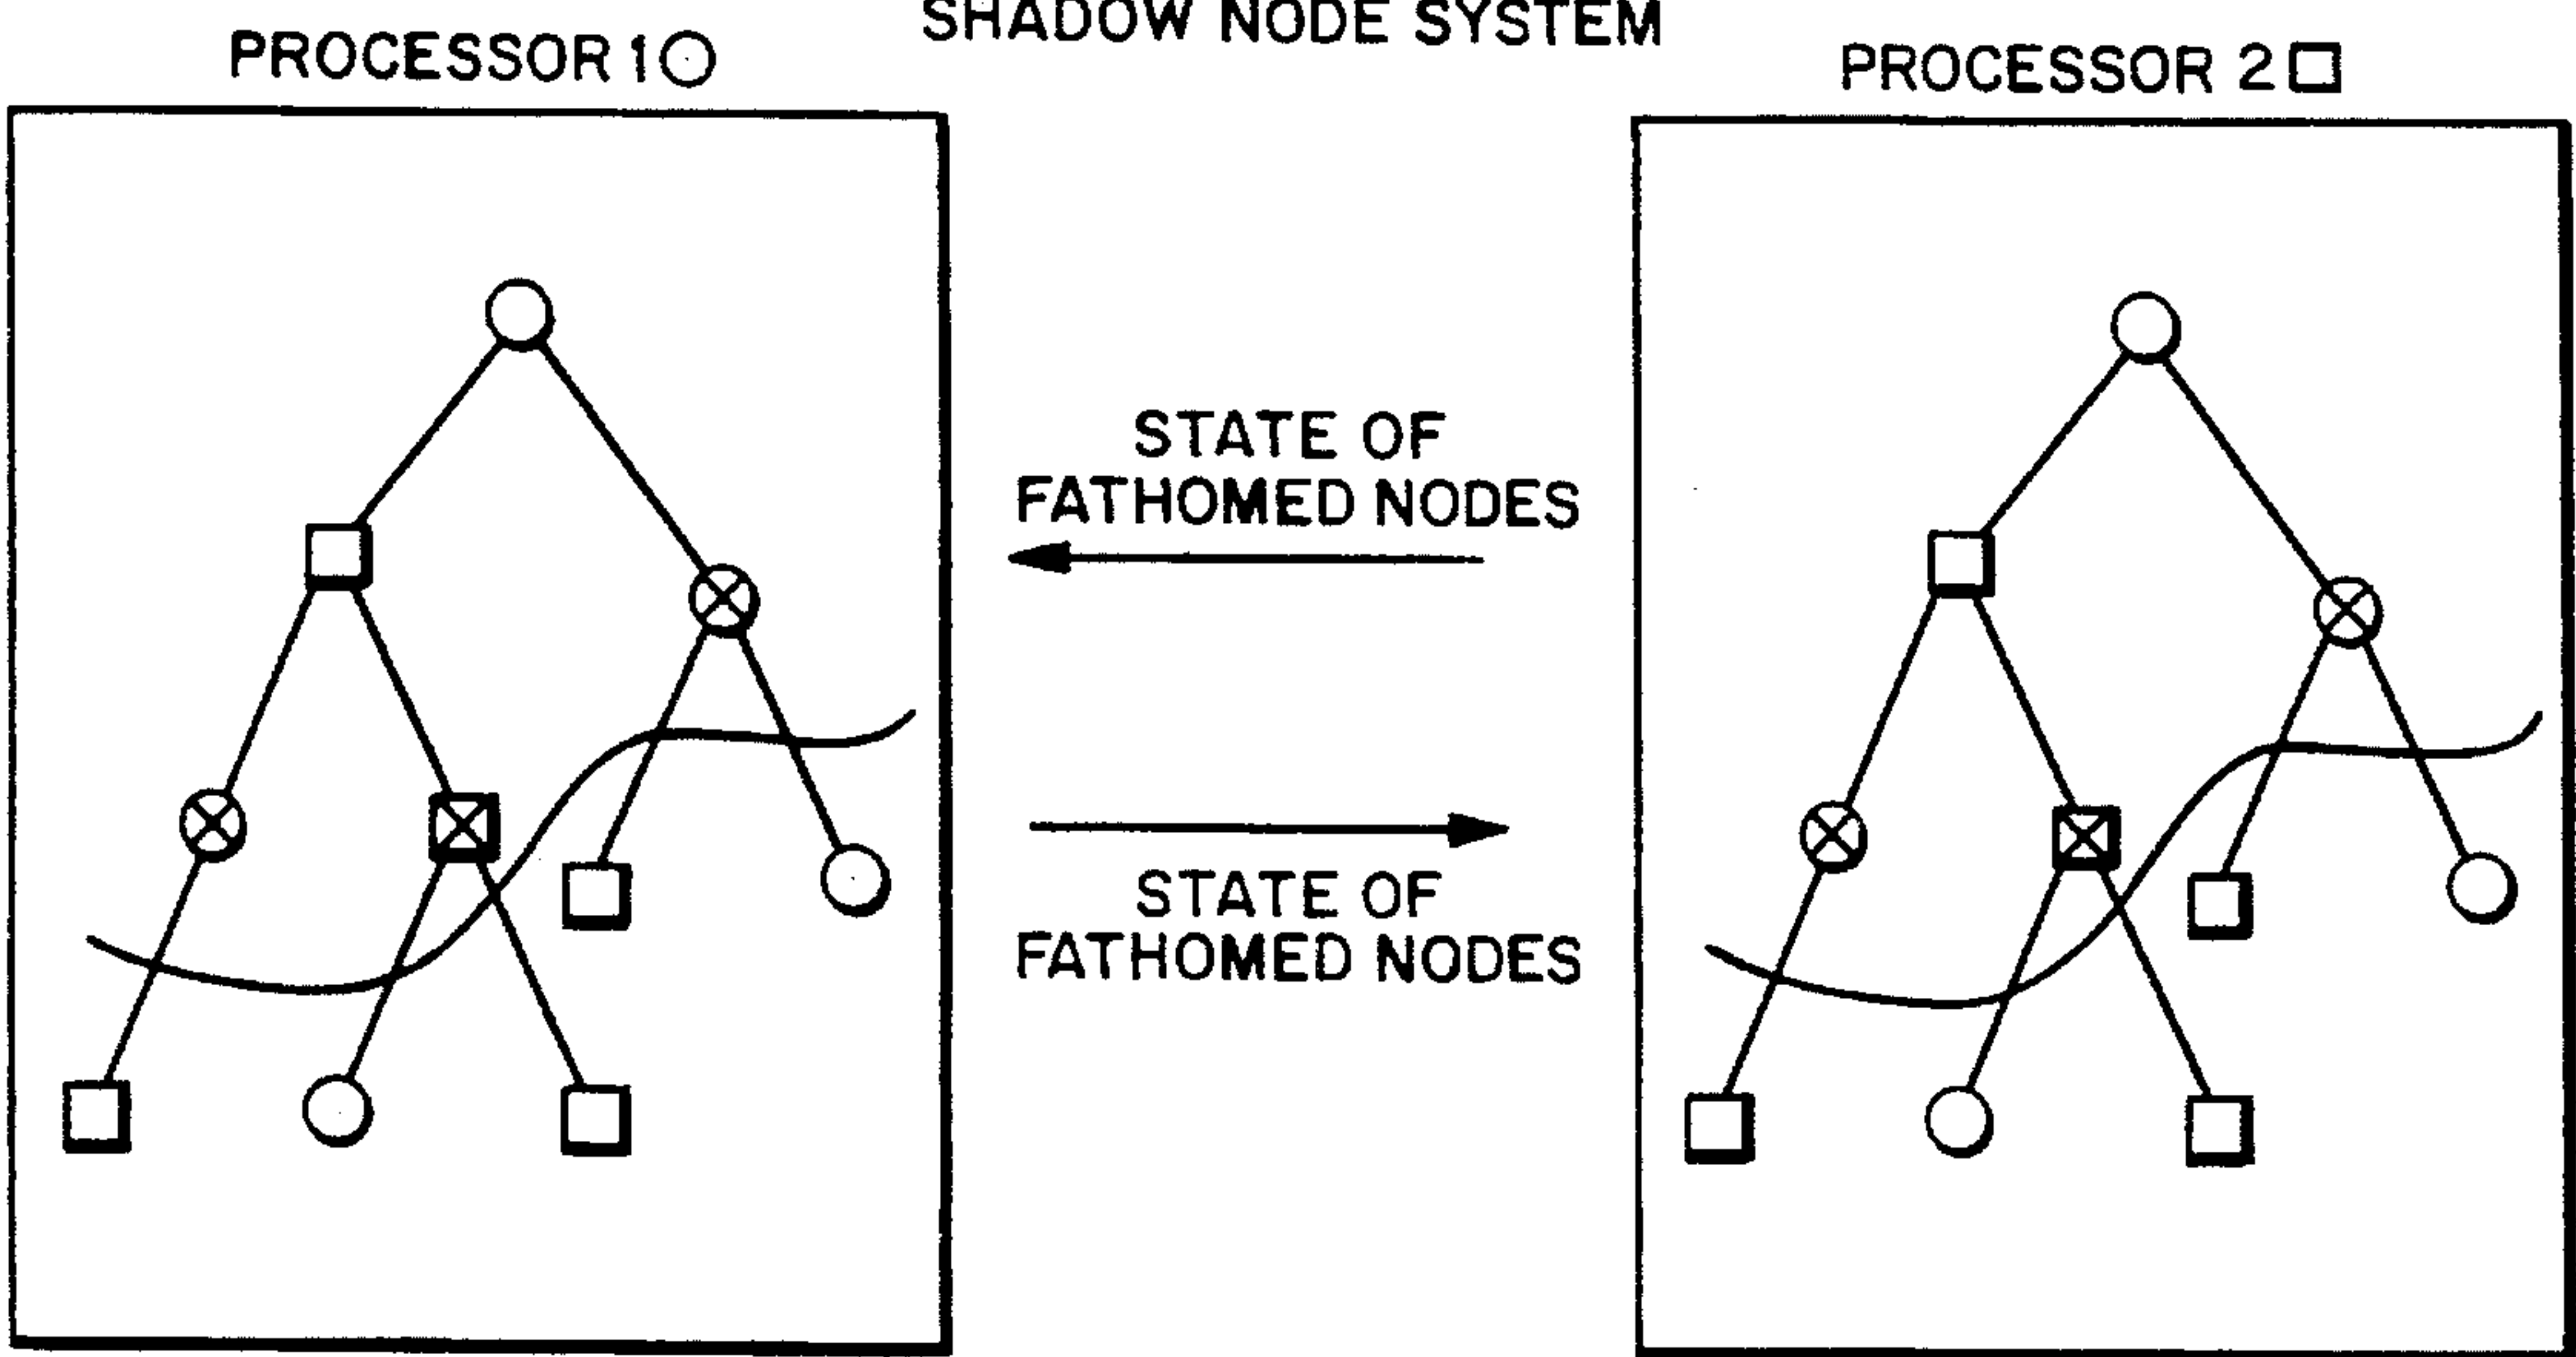 SHADOW NODE SYSTEM
PROCESSOR 1
PROCESSOR 2
STATE OF
FATHOMED NODES
STATE OF
FATHOMED NODES